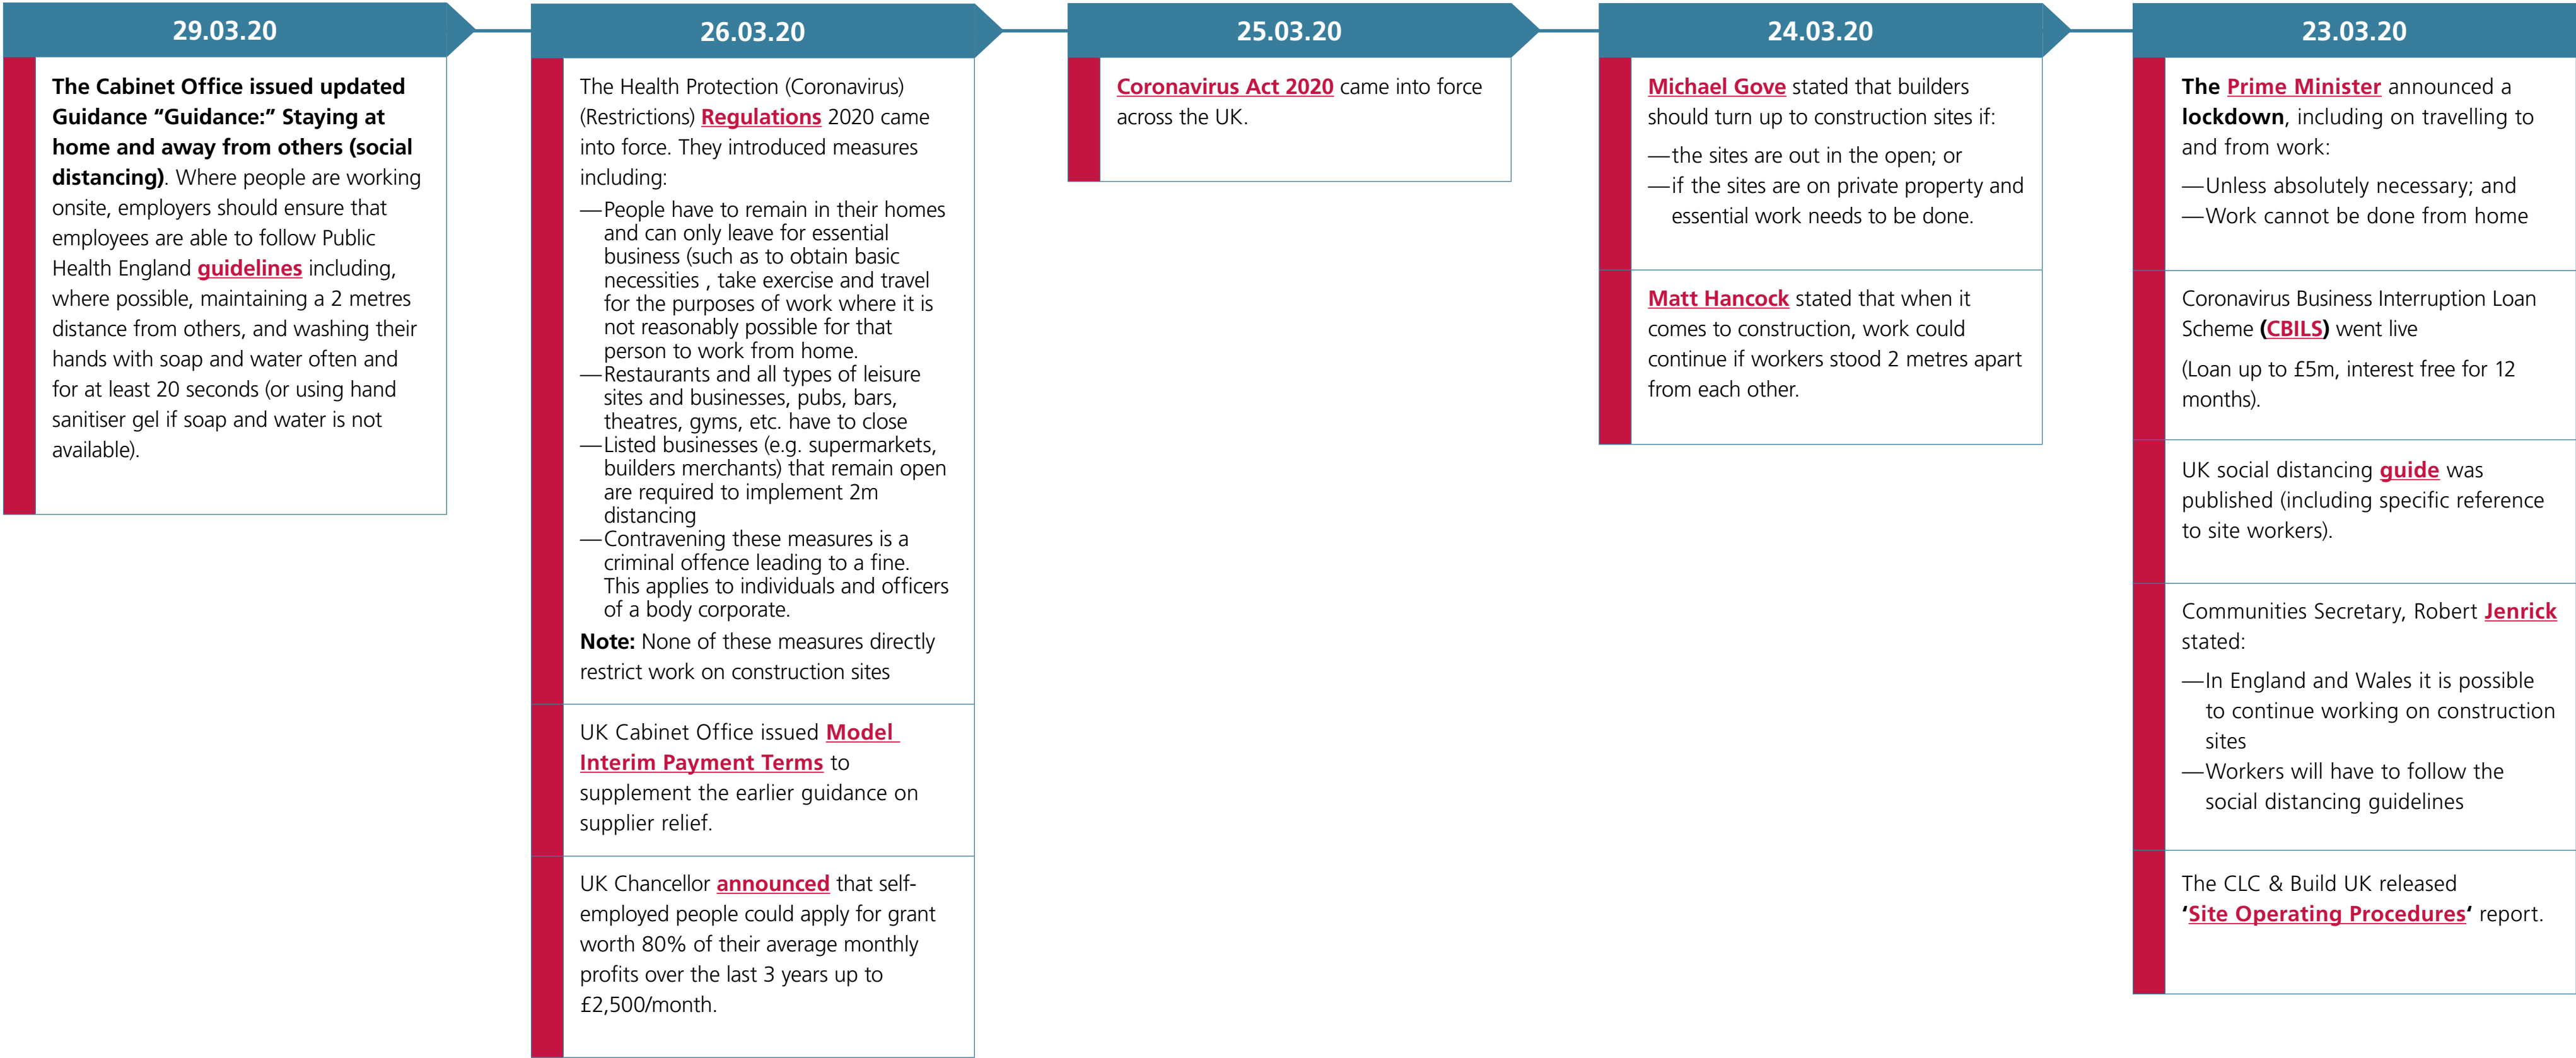 29.03.20
The Cabinet Office issued updated
Guidance “Guidance:” Staying at
home and away from others (social
distancing). Where people are working
onsite, employers should ensure that
employees are able to follow Public
Health England guidelines including,
where possible, maintaining a 2 metres
distance from others, and washing their
hands with soap and water often and
for at least 20 seconds (or using hand
sanitiser gel if soap and water is not
available).
26.03.20
The Health Protection (Coronavirus)
(Restrictions) Regulations 2020 came
into force. They introduced measures
including:
—People have to remain in their homes
and can only leave for essential
business (such as to obtain basic
necessities , take exercise and travel
for the purposes of work where it is
not reasonably possible for that
person to work from home.
—Restaurants and all types of leisure
sites and businesses, pubs, bars,
theatres, gyms, etc. have to close
—Listed businesses (e.g. supermarkets,
builders merchants) that remain open
are required to implement 2m
distancing
—Contravening these measures is a
criminal offence leading to a fine.
This applies to individuals and officers
of a body corporate.
Note: None of these measures directly
restrict work on construction sites
UK Cabinet Office issued Model
Interim Payment Terms to
supplement the earlier guidance on
supplier relief.
UK Chancellor announced that self-
employed people could apply for grant
worth 80% of their average monthly
profits over the last 3 years up to
£2,500/month.
25.03.20
Coronavirus Act 2020 came into force
across the UK.
24.03.20
Michael Gove stated that builders
should turn up to construction sites if:
—the sites are out in the open; or
—if the sites are on private property and
essential work needs to be done.
Matt Hancock stated that when it
comes to construction, work could
continue if workers stood 2 metres apart
from each other.
23.03.20
The Prime Minister announced a
lockdown, including on travelling to
and from work:
—Unless absolutely necessary; and
—Work cannot be done from home
Coronavirus Business Interruption Loan
Scheme (CBILS) went live
(Loan up to £5m, interest free for 12
months).
UK social distancing guide was
published (including specific reference
to site workers).
Communities Secretary, Robert Jenrick
stated:
—In England and Wales it is possible
to continue working on construction
sites
—Workers will have to follow the
social distancing guidelines
The CLC & Build UK released
‘Site Operating Procedures‘ report.